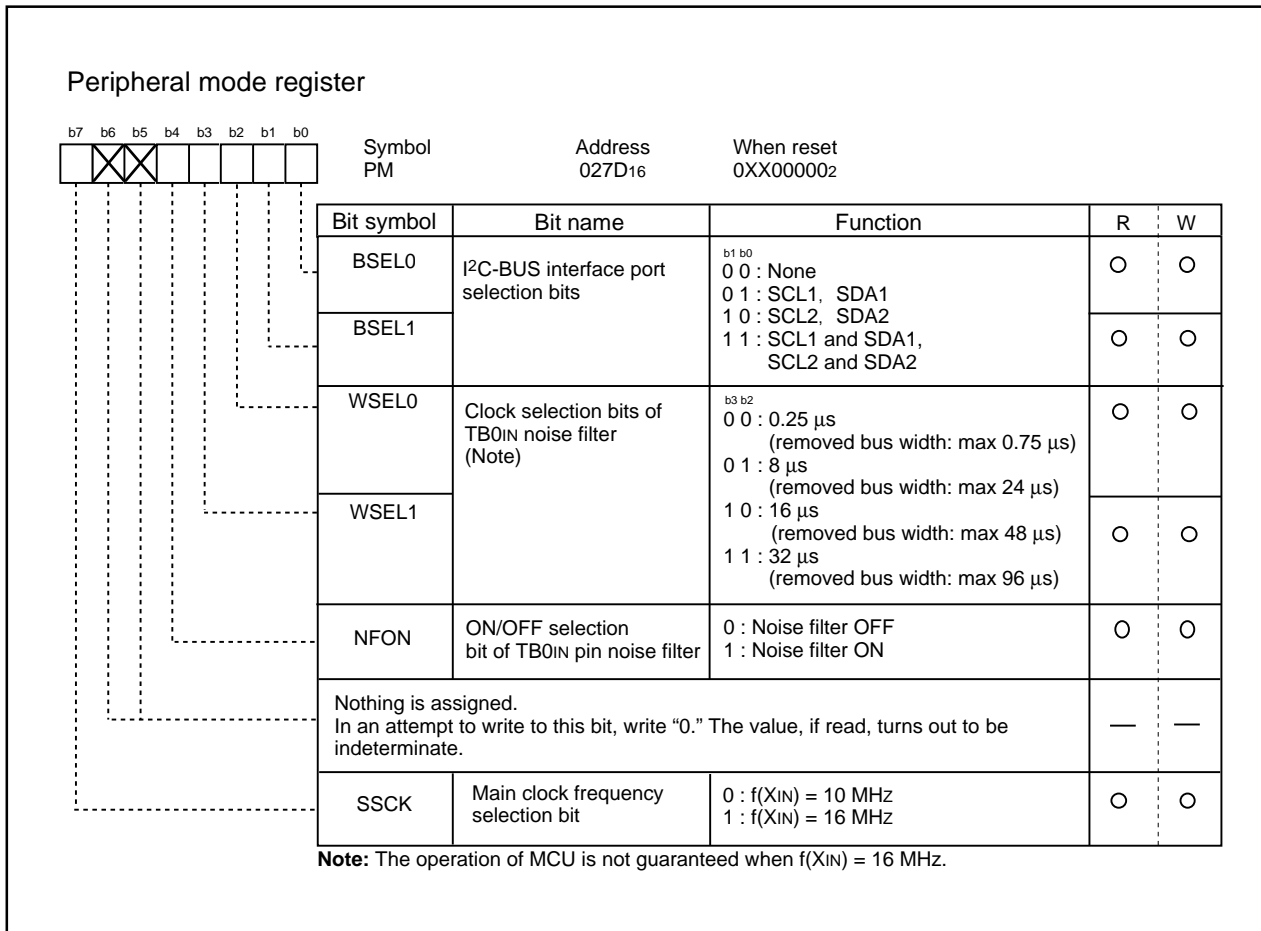 Peripheral mode register
b7 b6 b5 b4 b3 b2 b1 b0
Symbol Address When reset
PM 027D16 0XX000002
Bit symbol Bit name Function R W
BSEL0
BSEL1
I2C-BUS interface port
selection bits
b1 b0
0 0 : None
0 1 : SCL1, SDA1
1 0 : SCL2, SDA2
1 1 : SCL1 and SDA1,
SCL2 and SDA2
WSEL0
WSEL1
Clock selection bits of
TB0IN noise filter
(Note)
b3 b2
0 0 : 0.25 μs
(removed bus width: max 0.75 μs)
0 1 : 8 μs
(removed bus width: max 24 μs)
1 0 : 16 μs
(removed bus width: max 48 μs)
1 1 : 32 μs
(removed bus width: max 96 μs)
NFON
ON/OFF selection
bit of TB0IN pin noise filter
0 : Noise filter OFF
1 : Noise filter ON
Nothing is assigned.
In an attempt to write to this bit, write “0.” The value, if read, turns out to be
indeterminate.
SSCK
Main clock frequency
selection bit
0 : f(XIN) = 10 MHz
1 : f(XIN) = 16 MHz
Note: The operation of MCU is not guaranteed when f(XIN) = 16 MHz.